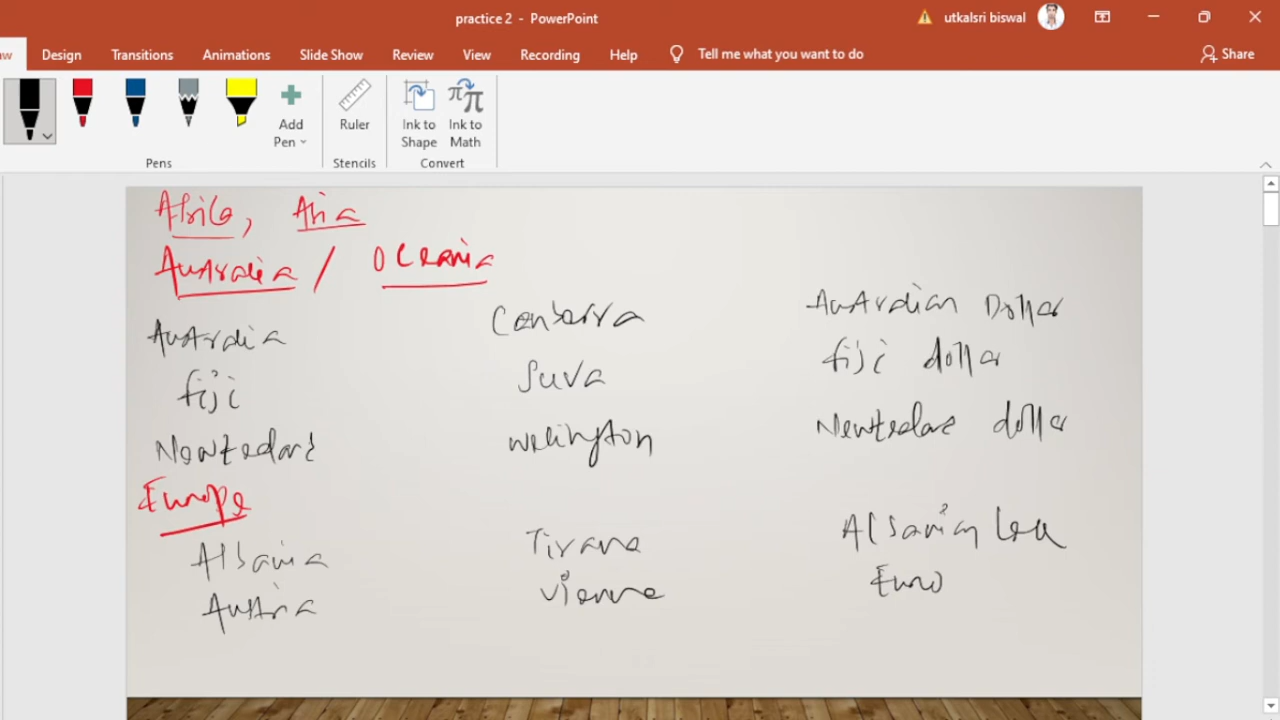 practice 2 - PowerPoint
utkalsri biswal
w Design Transitions Animations Slide Show Review View Recording Help Tell me what you want to do Share
Add Pen
Ruler
Ink to Shape
Ink to Math
Pens Stencils Convert
Africa, Asia
Australia / Oceania
Australia Canberra Australian Dollar
fiji Suva fiji dollar
Newzeland Welington Newzeland dollar
Europe
Albania Tirana Albanian Lek
Austria Vienna Euro